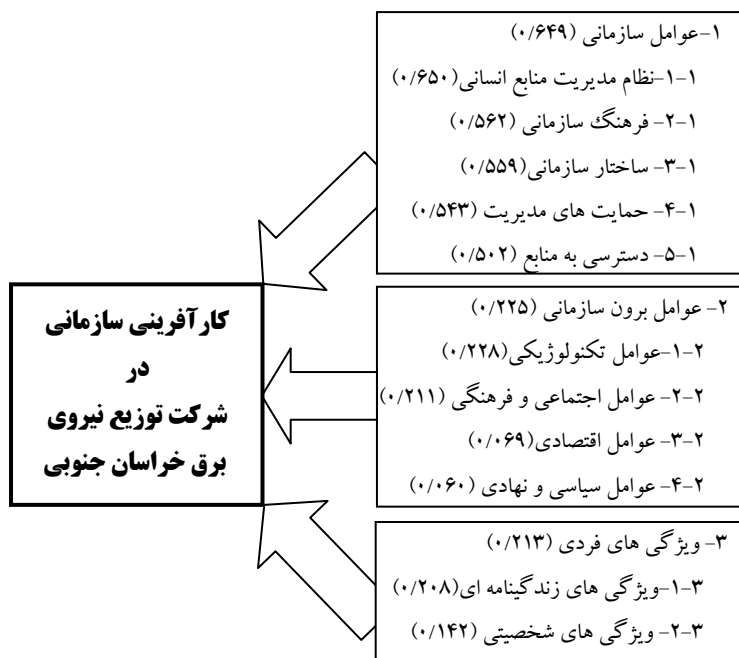 ۱-عوامل سازمانی (۰/۶۴۹)
۱-۱-نظام مدیریت منابع انسانی(۰/۶۵۰)
۱-۲- فرهنگ سازمانی (۰/۵۶۲)
۱-۳- ساختار سازمانی(۰/۵۵۹)
۱-۴- حمایت های مدیریت (۰/۵۴۳)
۱-۵- دسترسی به منابع (۰/۵۰۲)
۲- عوامل برون سازمانی (۰/۲۲۵)
۲-۱-عوامل تکنولوژیکی(۰/۲۲۸)
۲-۲- عوامل اجتماعی و فرهنگی (۰/۲۱۱)
۲-۳- عوامل اقتصادی(۰/۰۶۹)
۲-۴- عوامل سیاسی و نهادی (۰/۰۶۰)
۳- ویژگی های فردی (۰/۲۱۳)
۳-۱-ویژگی های زندگینامه ای(۰/۲۰۸)
۳-۲- ویژگی های شخصیتی (۰/۱۴۲)
کارآفرینی سازمانی
در
شرکت توزیع نیروی
برق خراسان جنوبی